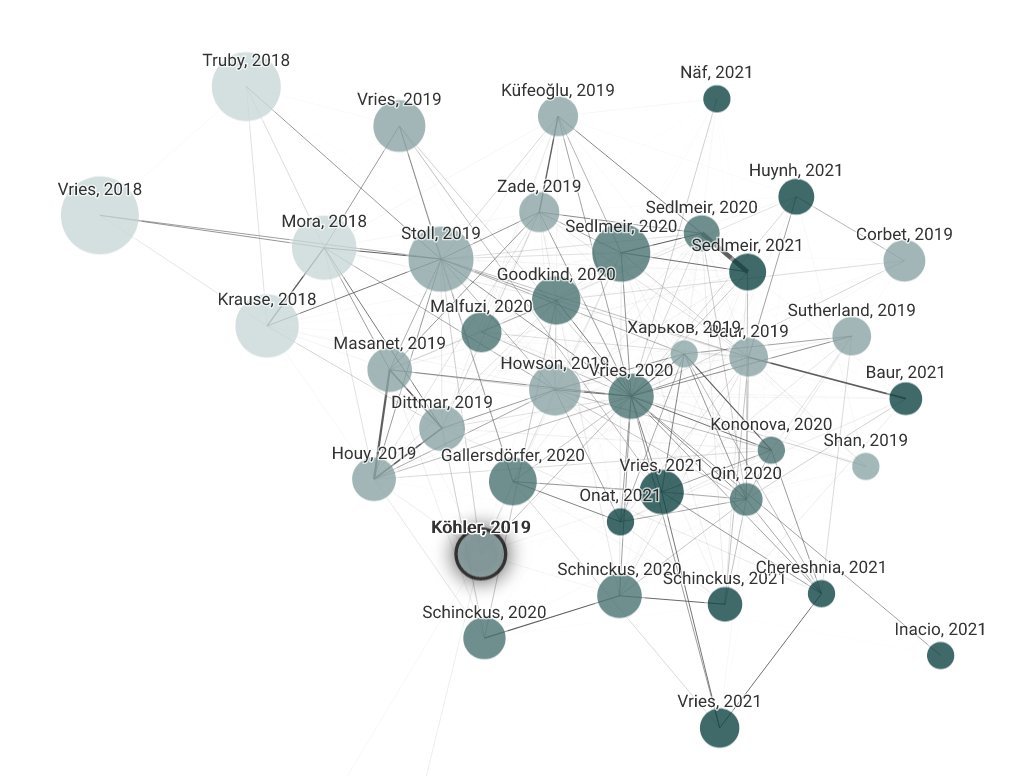 Truby, 2018
Näf, 2021
Küfeoğlu, 2019
Vries, 2019
Huynh, 2021
Vries, 2018
Zade, 2019
Sedlmeir, 2020
Mora, 2018
Stoll, 2019
Sedlmeir, 2020
Corbet, 2019
Sedlmeir, 2021
Goodkind, 2020
Krause, 2018
Malfuzi, 2020
Sutherland, 2019
Харьков, 2019
2019
Masanet, 2019
Howson, 2019
Vries, 2020
Baur, 2021
Dittmar, 2019
Kononova, 2020
Shan, 2019
Houy, 2019
Gallersdörfer, 2020
Vries, 2021
Qin, 2020
Onat, 2021
Köhler, 2019
Schinckus, 2020
Schinckus, 2021
Chereshnia, 2021
Schinckus, 2020
Inacio, 2021
Vries, 2021